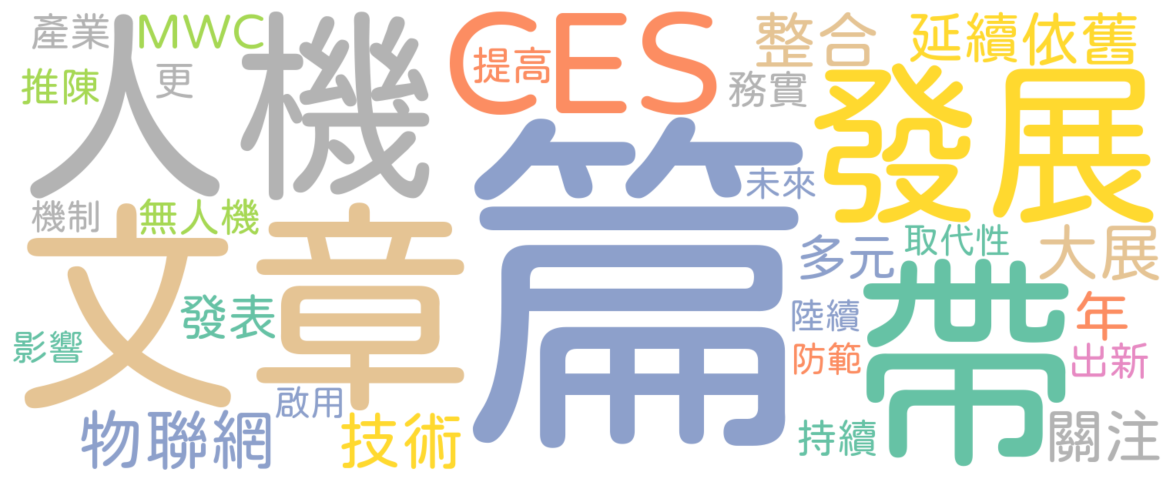 產業
MWC
人機
CES
提高
整合
延續依舊
推陳
更
務實
發展
篇
未來
機制
無人機
文章
多元
取代性
大展
發表
帶
陸續
年
影響
防範
出新
啟用
物聯網
技術
持續
關注